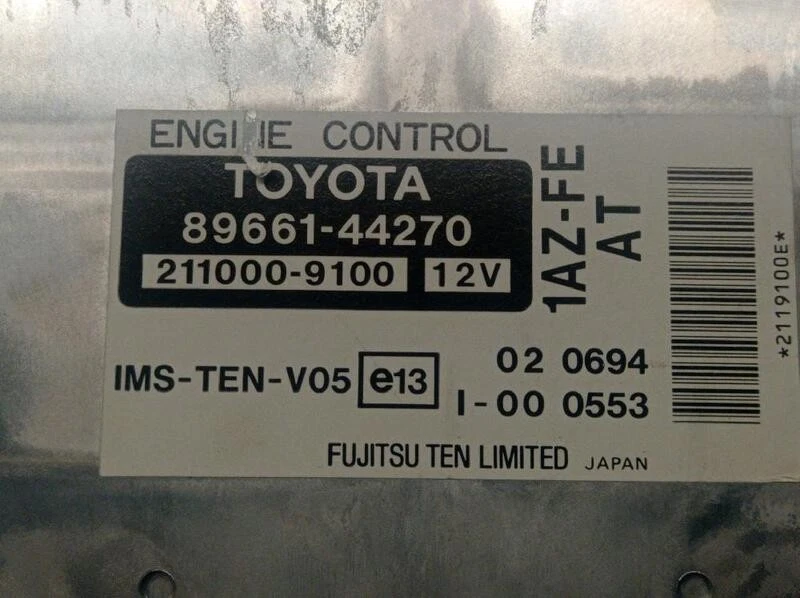 ENGINE CONTROL
TOYOTA
89661-44270
211000-9100 12V
1AZ-FE
AT
IMS-TEN-V05 e13 02 0694
I-00 0553
FUJITSU TEN LIMITED JAPAN
*2119100E*